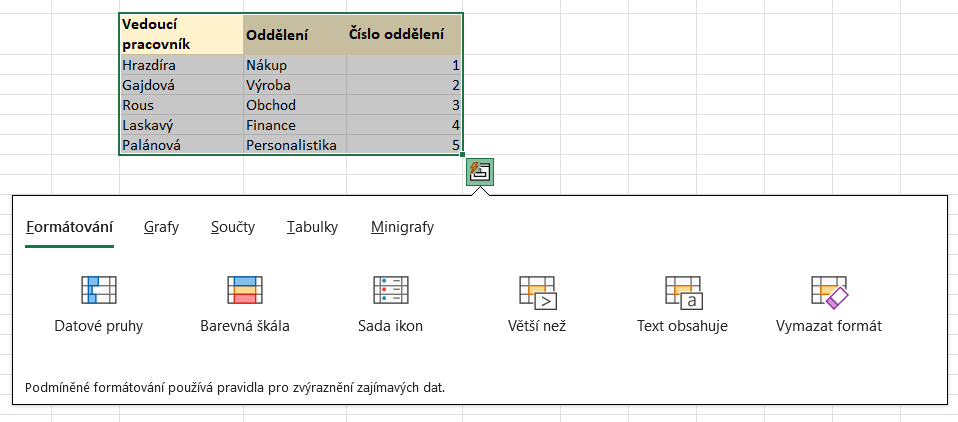 Vedoucí
pracovník
Oddělení
Číslo oddělení
Hrazdíra Nákup 1
Gajdová Výroba 2
Rous Obchod 3
Laskavý Finance 4
Palánová Personalistika 5
Formátování Grafy Součty Tabulky Minigrafy
Datové pruhy Barevná škála Sada ikon Větší než Text obsahuje Vymazat formát
Podmíněné formátování používá pravidla pro zvýraznění zajímavých dat.